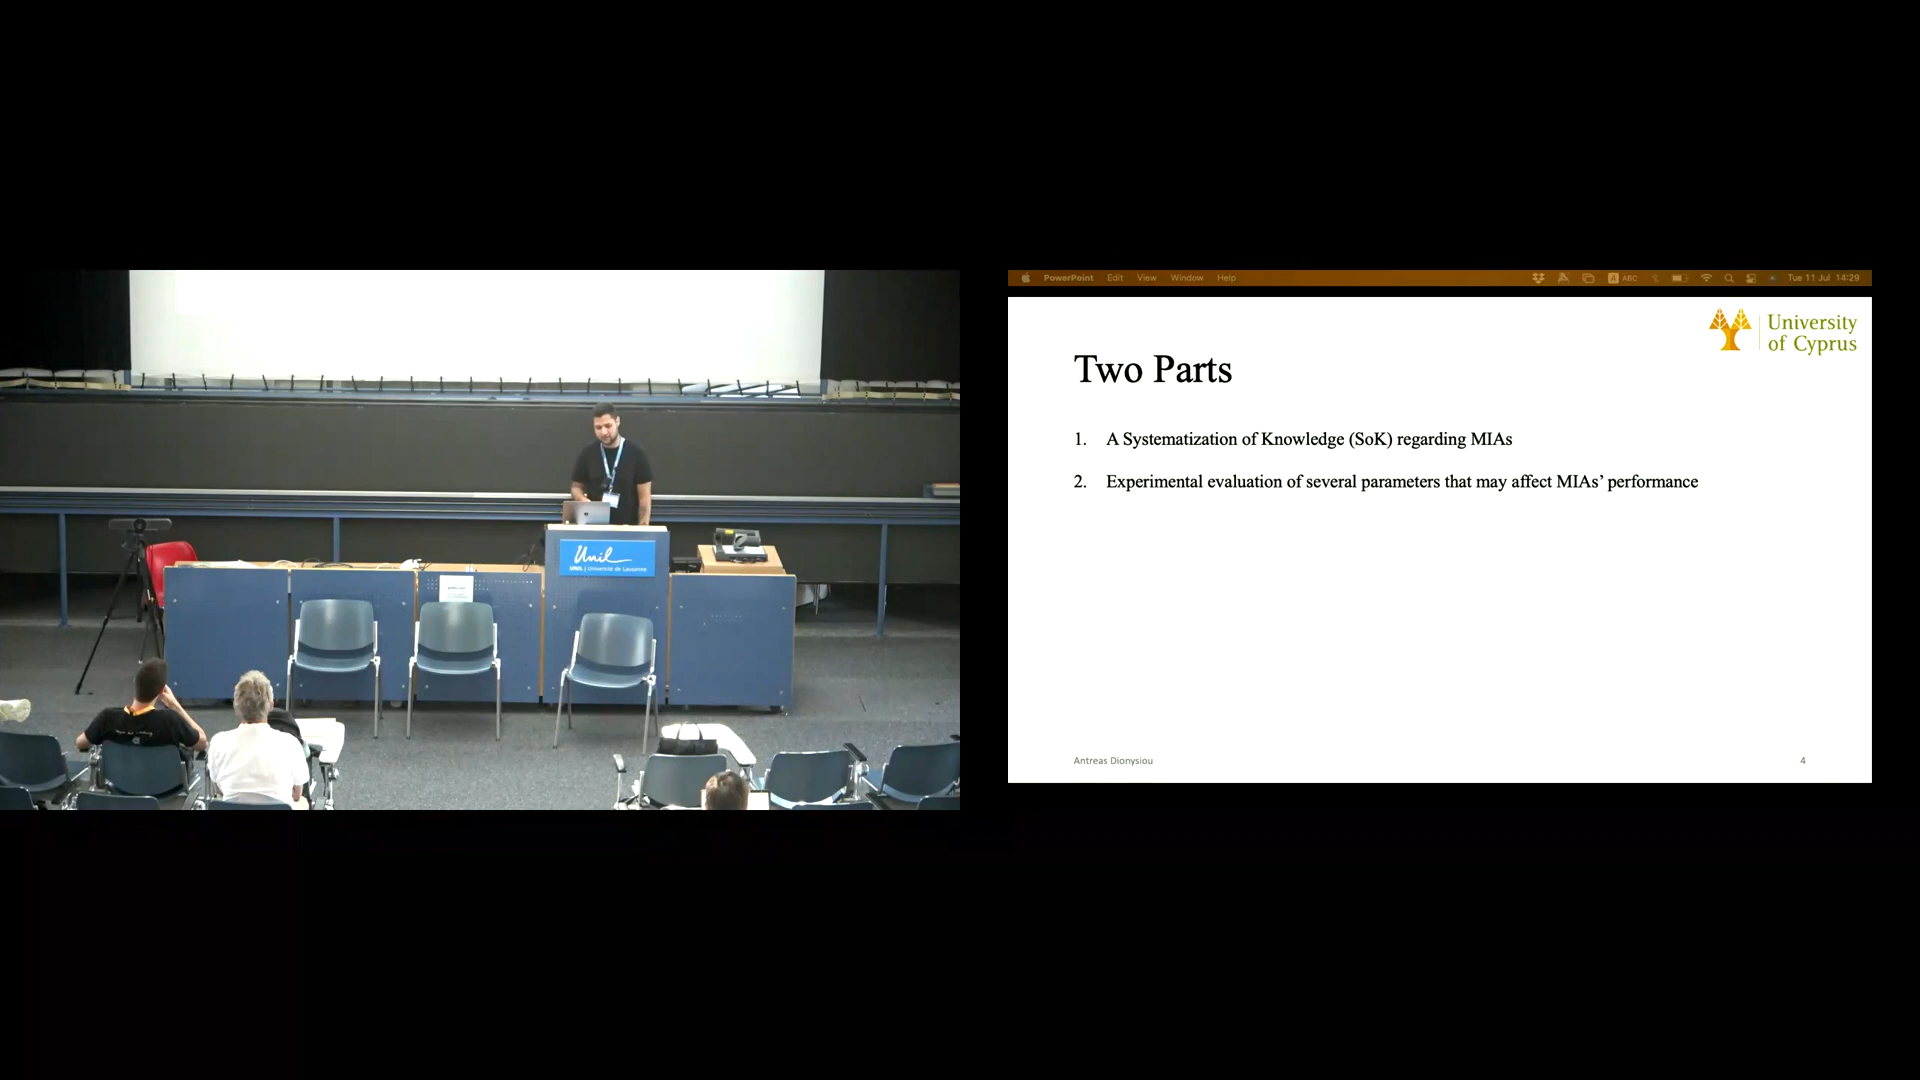 Unil
UNIL | Université de Lausanne
PowerPoint Edit View Window Help
ABC Tue 11 Jul 14:29
University
of Cyprus
Two Parts
1. A Systematization of Knowledge (SoK) regarding MIAs
2. Experimental evaluation of several parameters that may affect MIAs’ performance
Antreas Dionysiou 4